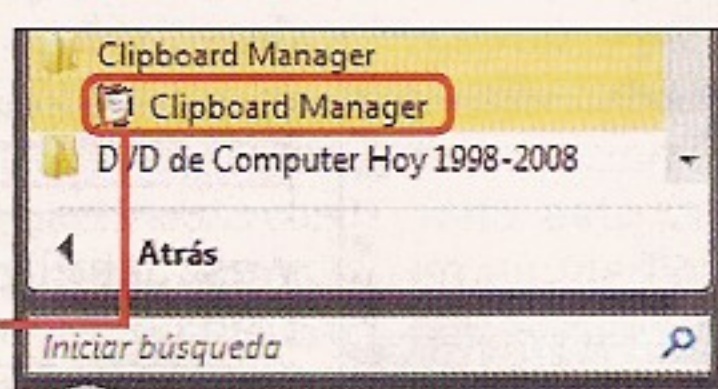 Clipboard Manager
Clipboard Manager
DVD de Computer Hoy 1998-2008
Atrás
Iniciar búsqueda